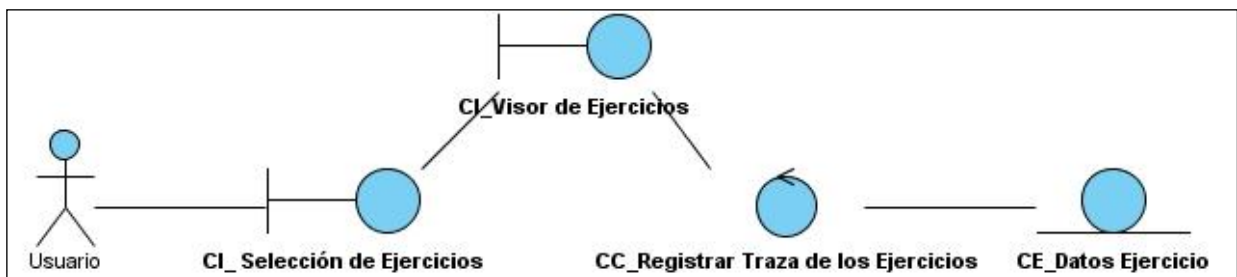 CI_Visor de Ejercicios
Usuario
CI_ Selección de Ejercicios
CC_Registrar Traza de los Ejercicios
CE_Datos Ejercicio